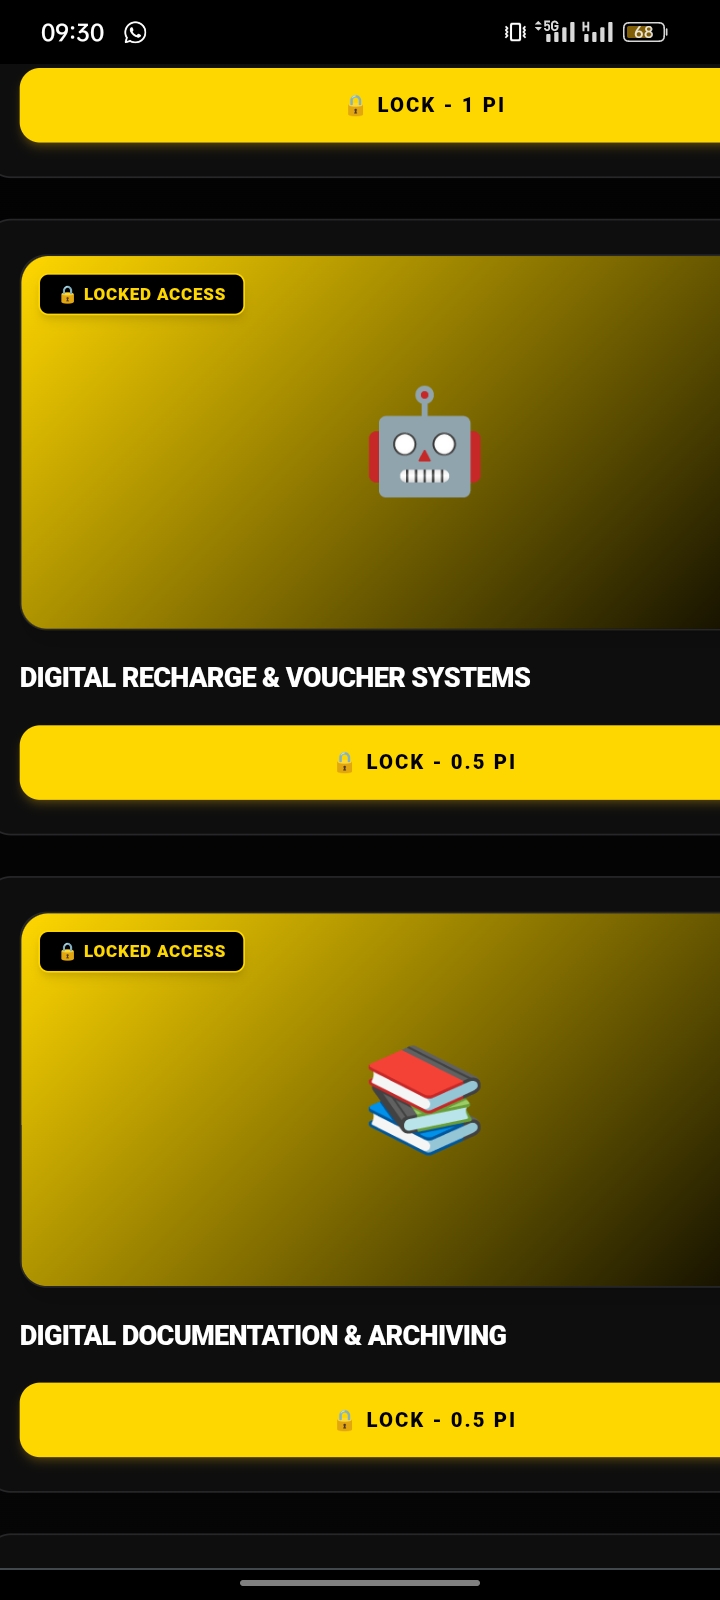 09:30
5G H 68
🔒 LOCK - 1 PI
🔒 LOCKED ACCESS
DIGITAL RECHARGE & VOUCHER SYSTEMS
🔒 LOCK - 0.5 PI
🔒 LOCKED ACCESS
DIGITAL DOCUMENTATION & ARCHIVING
🔒 LOCK - 0.5 PI